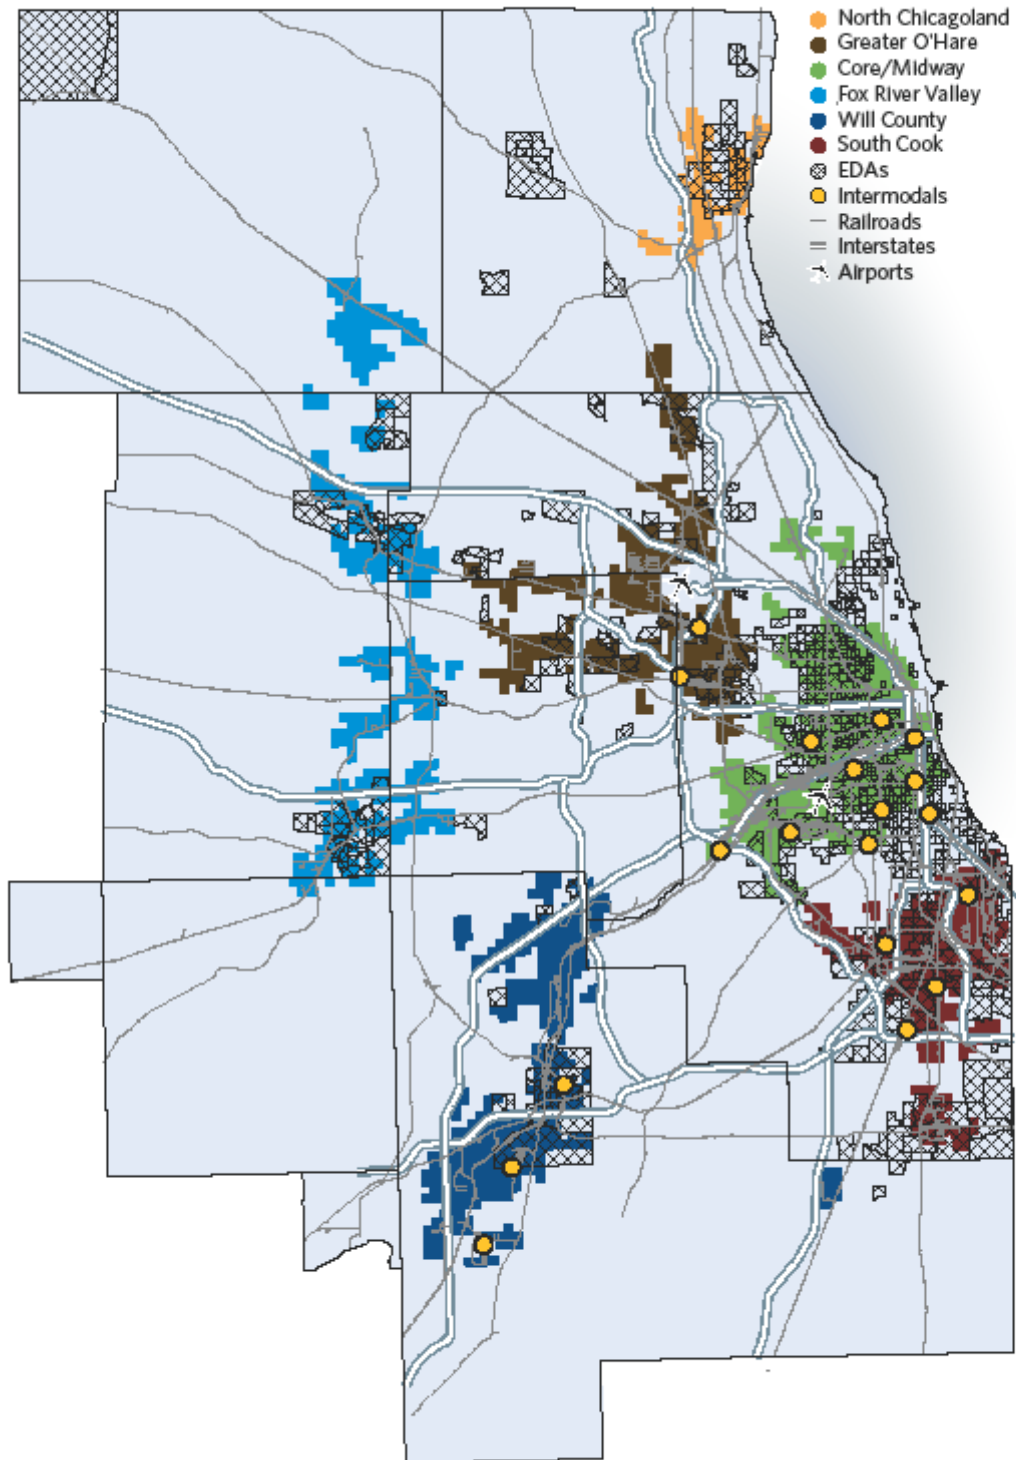 North Chicagoland
Greater O'Hare
Core/Midway
Fox River Valley
Will County
South Cook
EDAs
Intermodals
Railroads
Interstates
Airports